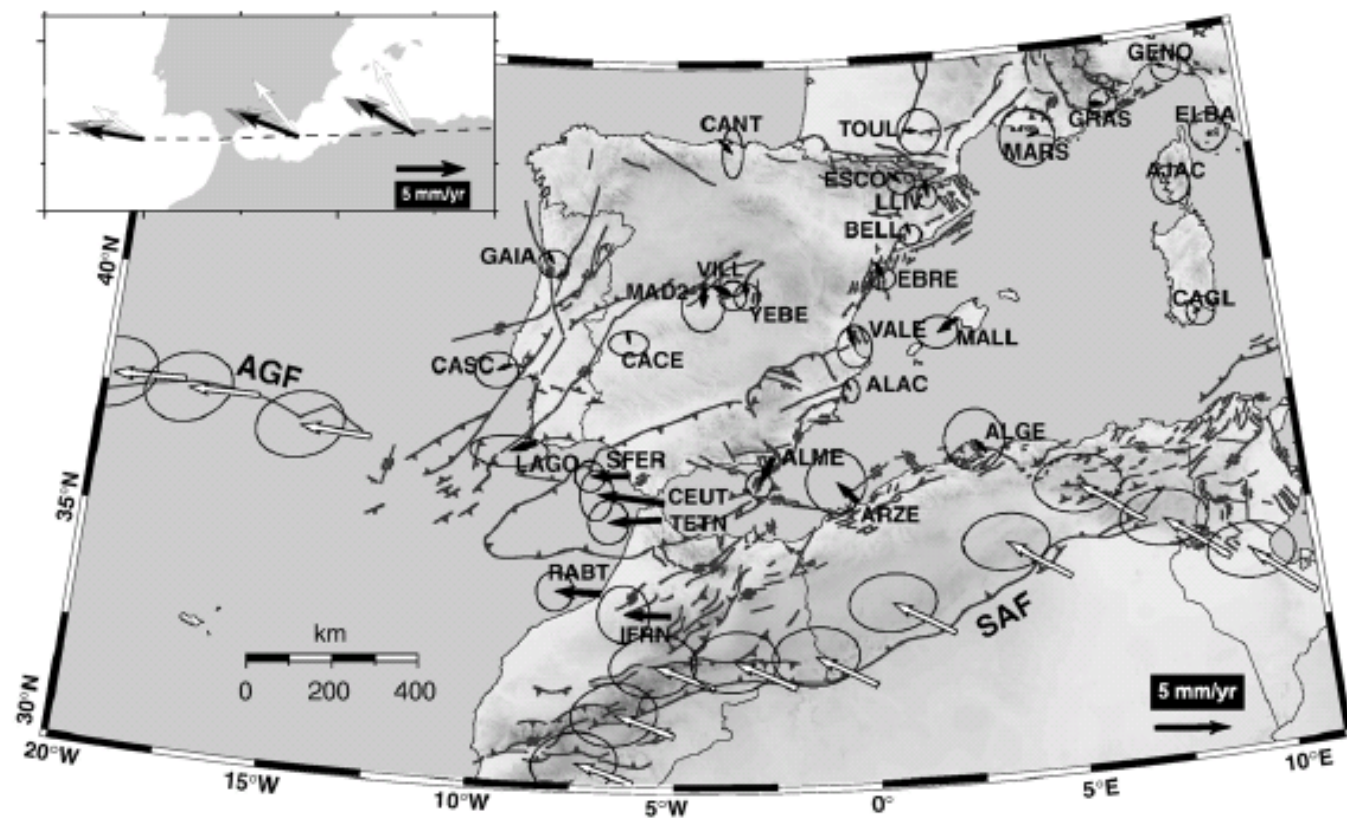 5 mm/yr
GENO
CANT
TOUL
GRAS
ELBA
MARS
ESCO
AJAC
LLIV
BELL
GAIA
VILL
EBRE
MAD2
YEBE
CAGL
VALE
MALL
CACE
CASC
AGF
ALAC
ALGE
LAGO
SFER
ALME
CEUT
ARZE
TETN
RABT
IFRN
SAF
km
0 200 400
5 mm/yr
40°N
35°N
30°N
20°W
15°W
10°W
5°W
0°
5°E
10°E